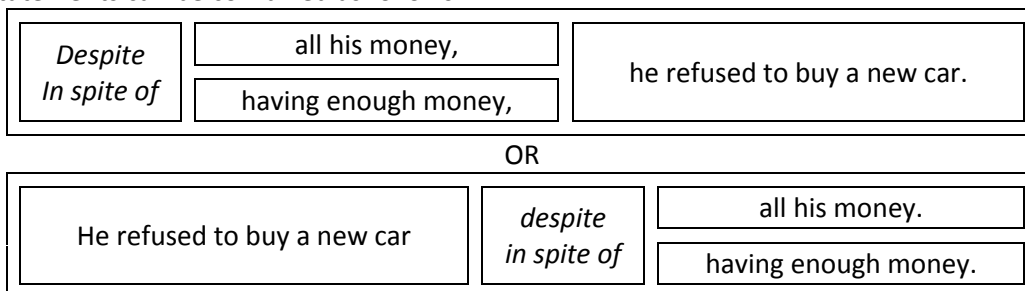 Despite
In spite of
all his money,
having enough money,
he refused to buy a new car.
OR
He refused to buy a new car
despite
in spite of
all his money.
having enough money.